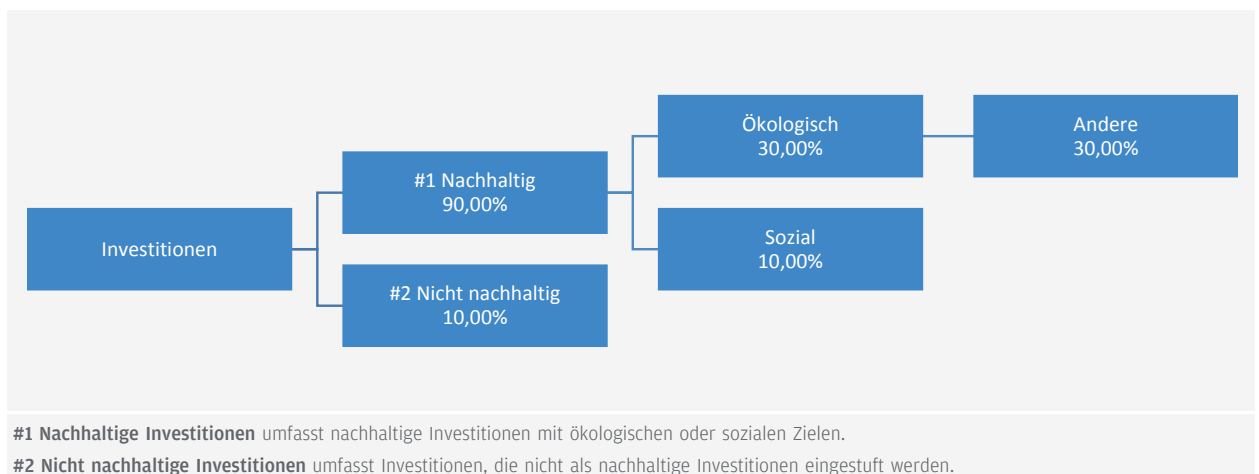 Ökologisch
30,00%
Andere
30,00%
#1 Nachhaltig
90,00%
Investitionen
Sozial
10,00%
#2 Nicht nachhaltig
10,00%
#1 Nachhaltige Investitionen umfasst nachhaltige Investitionen mit ökologischen oder sozialen Zielen.
#2 Nicht nachhaltige Investitionen umfasst Investitionen, die nicht als nachhaltige Investitionen eingestuft werden.